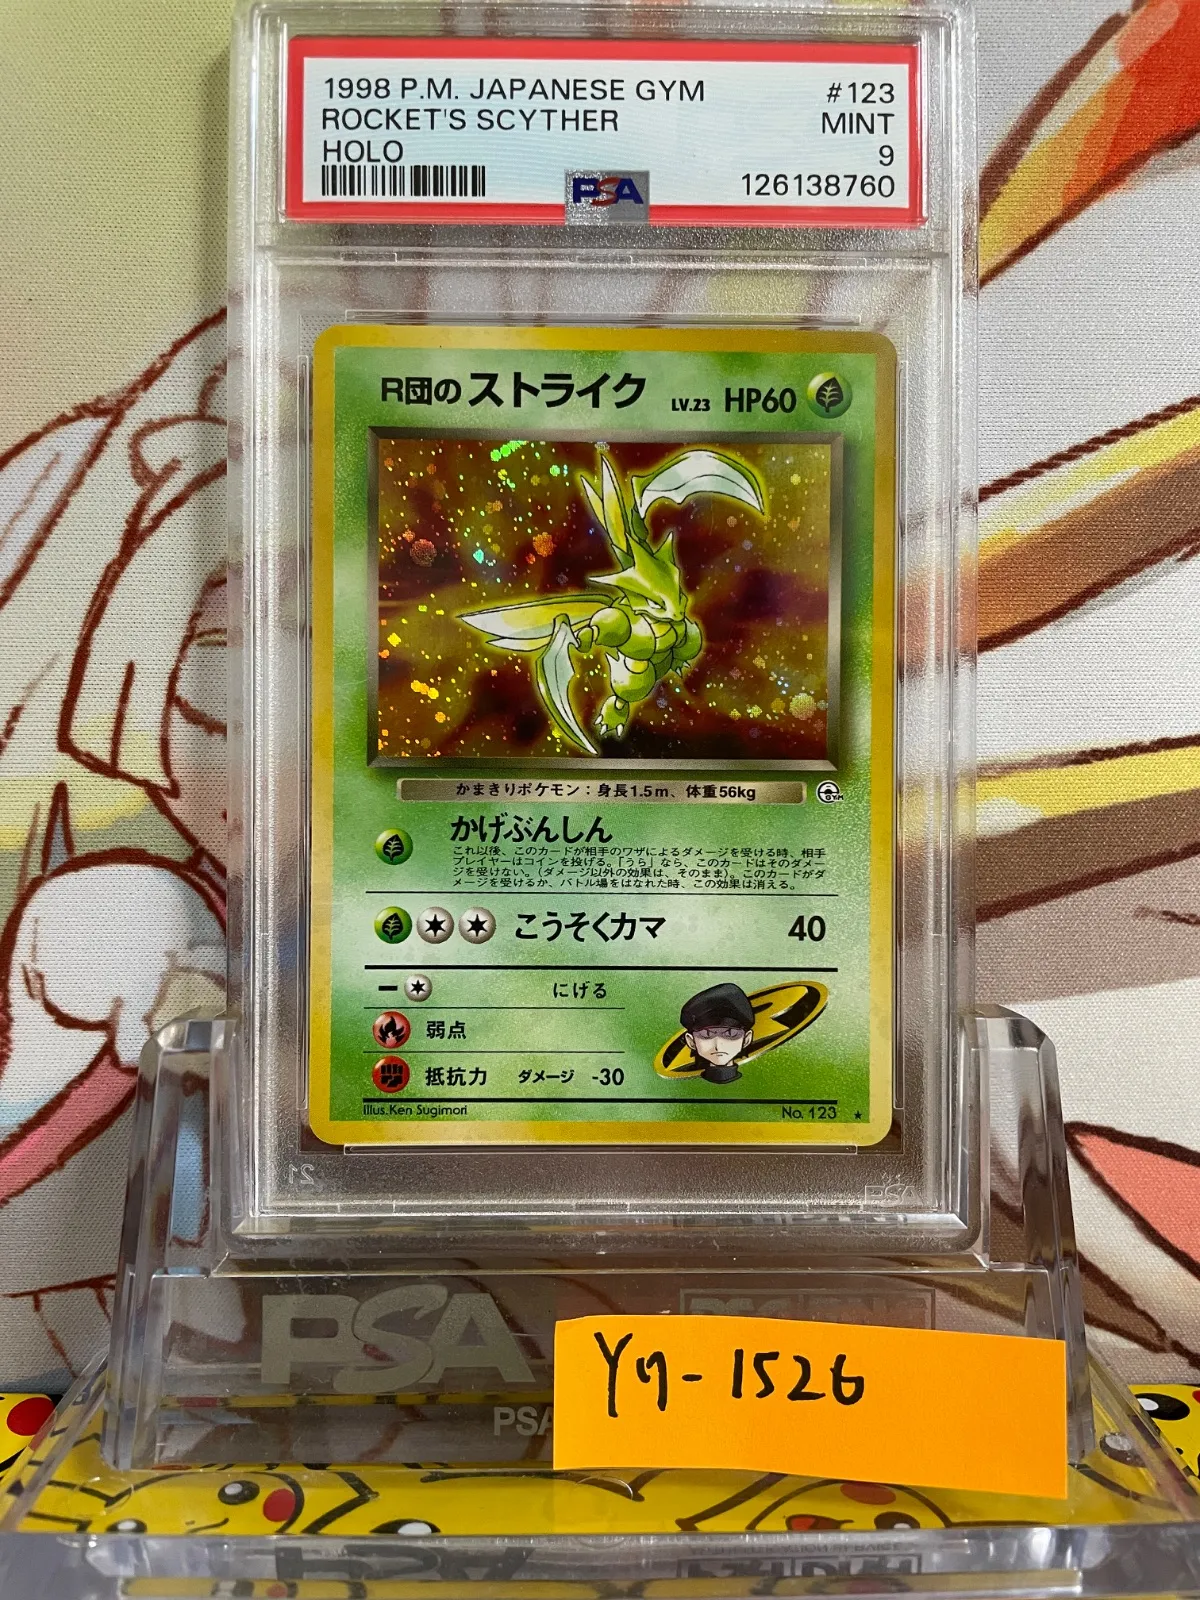 1998 P.M. JAPANESE GYM #123
ROCKET'S SCYTHER MINT
HOLO 9
PSA 126138760
R団のストライク LV.23 HP60
かまきりポケモン：身長1.5m、体重56kg
GYM
かげぶんしん
これ以後、このカードが相手のワザによるダメージを受ける時、相手
プレイヤーはコインを投げる。「うら」なら、このカードはそのダメー
ジを受けない。（ダメージ以外の効果は、そのまま）。このカードがダ
メージを受けるか、バトル場をはなれた時、この効果は消える。
こうそくカマ 40
にげる
弱点
抵抗力 ダメージ -30
Illus.Ken Sugimori No. 123 ★
21 PSA
PSA
PSA
Yη-1526
PSA